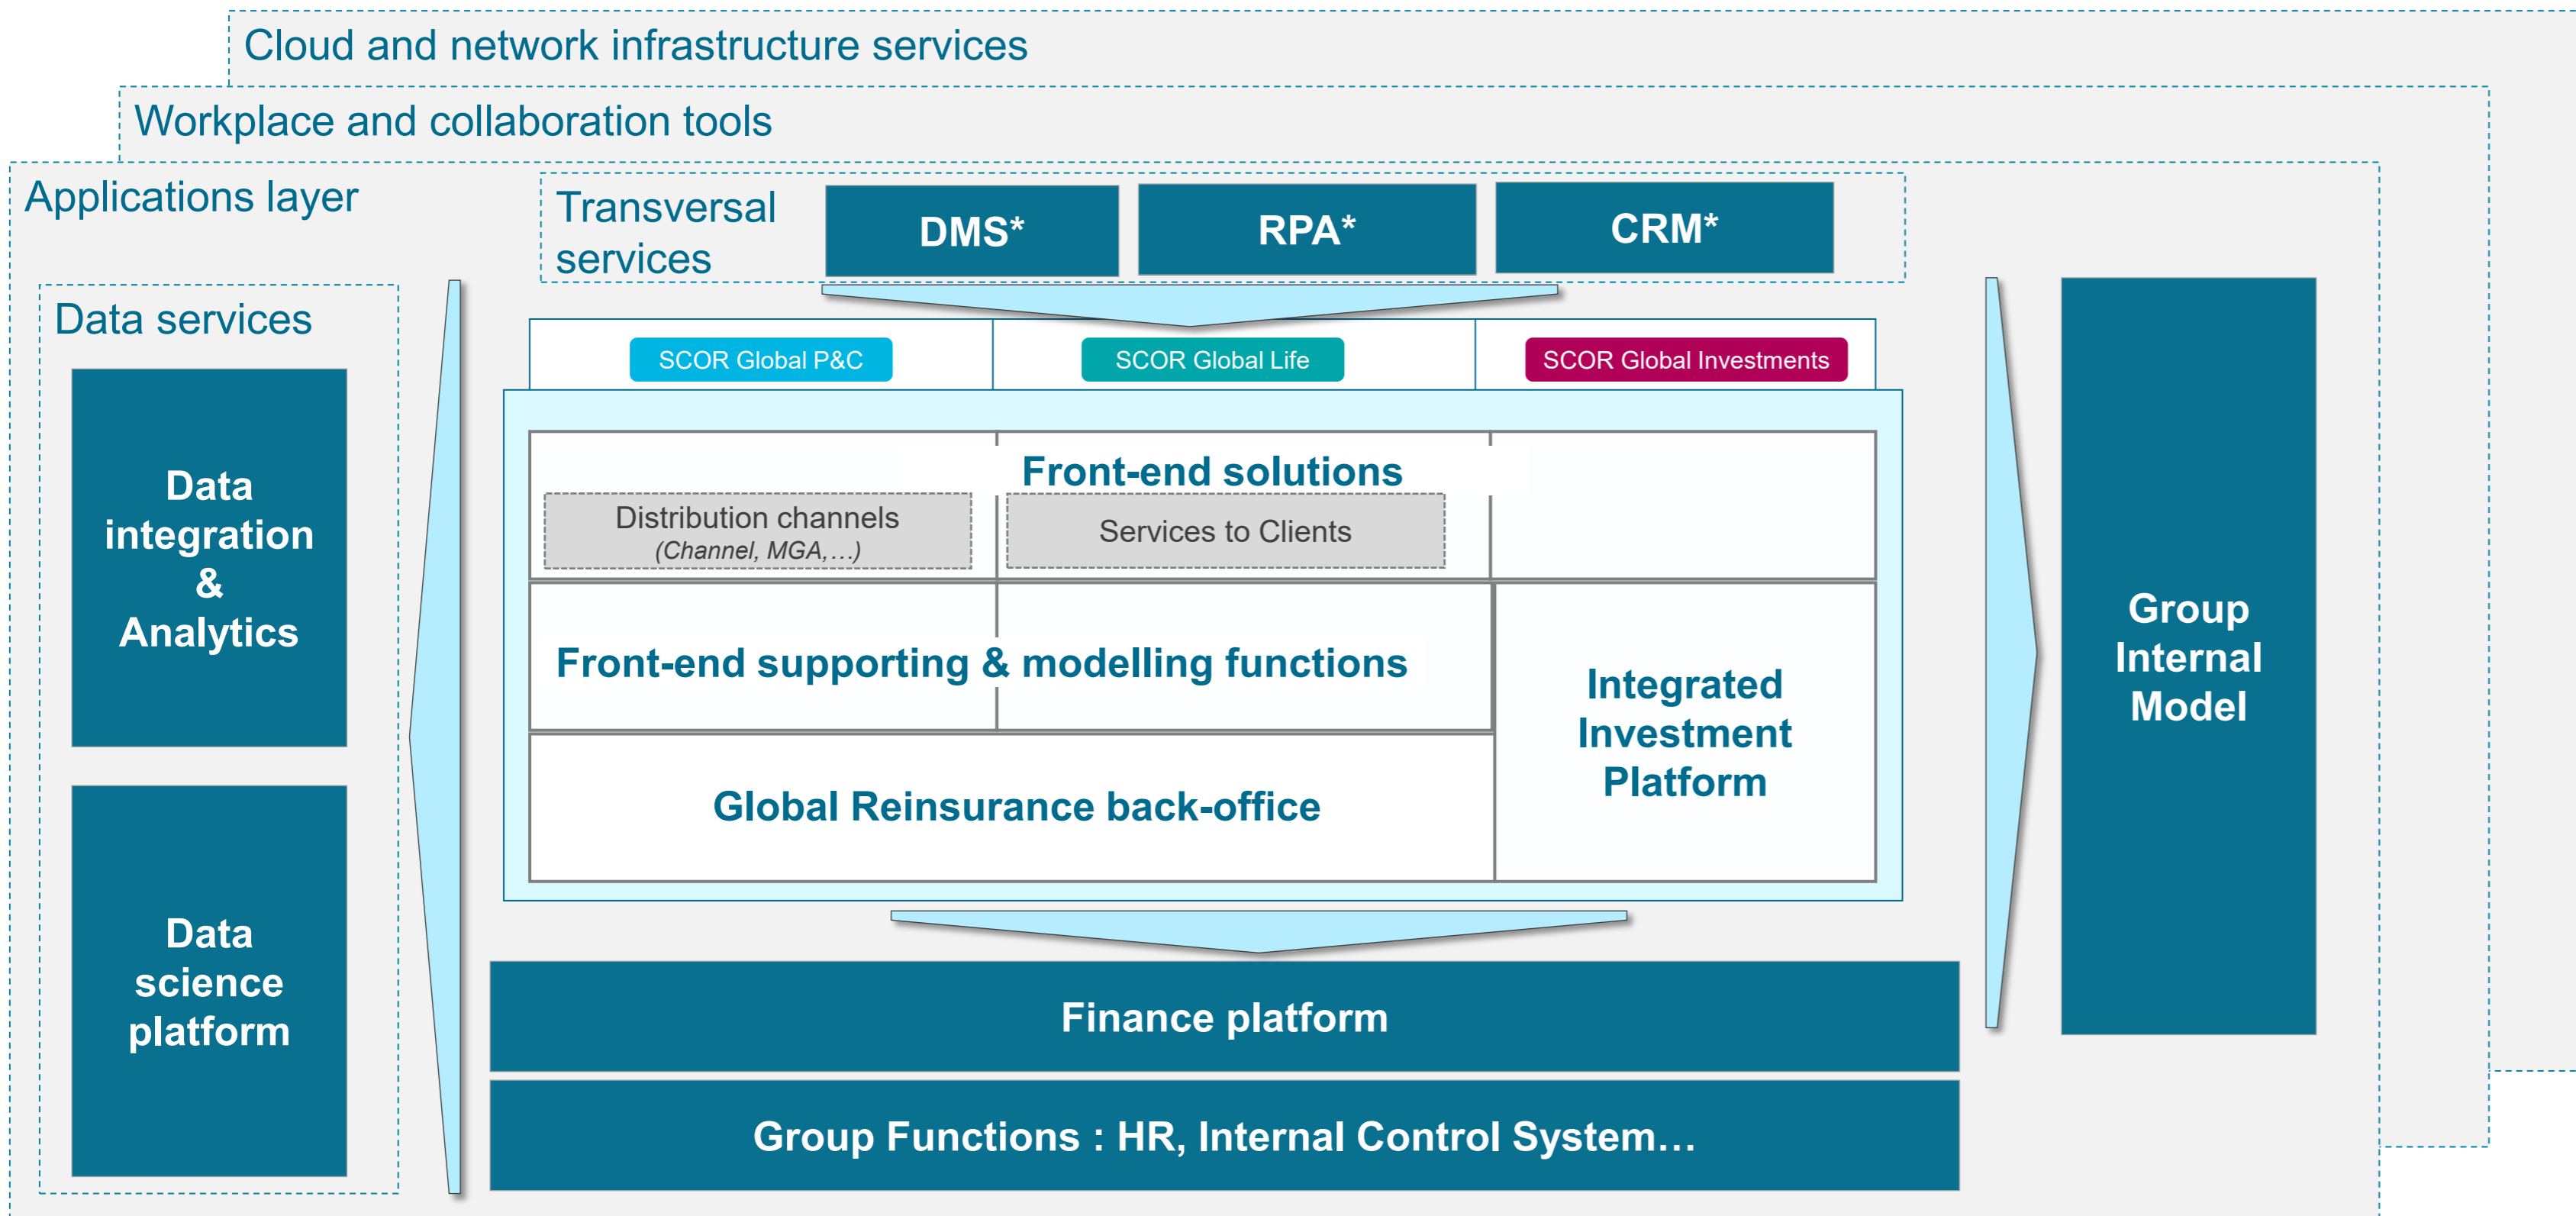 Cloud and network infrastructure services
Workplace and collaboration tools
Applications layer
Transversal
services
DMS*
RPA*
CRM*
Data services
Data
integration
&
Analytics
Data
science
platform
SCOR Global P&C
SCOR Global Life
SCOR Global Investments
Front-end solutions
Distribution channels
(Channel, MGA,…)
Services to Clients
Front-end supporting & modelling functions
Integrated
Investment
Platform
Global Reinsurance back-office
Group
Internal
Model
Finance platform
Group Functions : HR, Internal Control System…